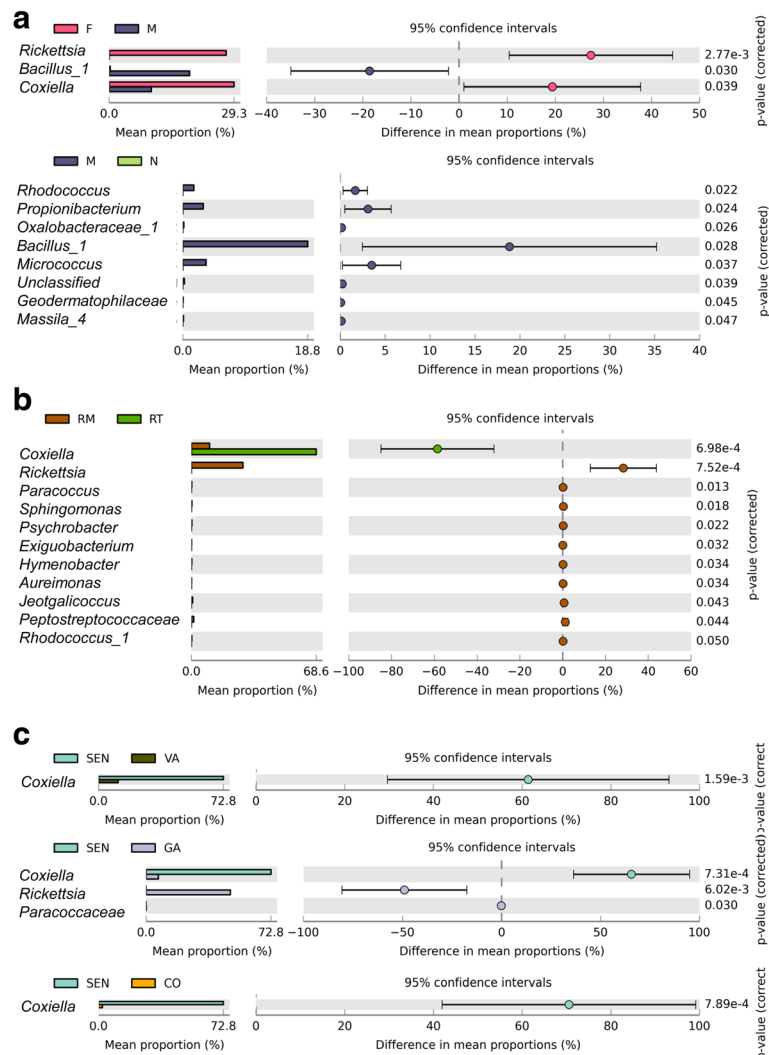 a
F M 95% confidence intervals
Rickettsia 2.77e-3
Bacillus_1 0.030
Coxiella 0.039
0.0 29.3 −40 −30 −20 −10 0 10 20 30 40 50
Mean proportion (%) Difference in mean proportions (%)
p-value (corrected)
M N 95% confidence intervals
Rhodococcus 0.022
Propionibacterium 0.024
Oxalobacteraceae_1 0.026
Bacillus_1 0.028
Micrococcus 0.037
Unclassified 0.039
Geodermatophilaceae 0.045
Massila_4 0.047
0.0 18.8 0 5 10 15 20 25 30 35 40
Mean proportion (%) Difference in mean proportions (%)
p-value (corrected)
b
RM RT 95% confidence intervals
Coxiella 6.98e-4
Rickettsia 7.52e-4
Paracoccus 0.013
Sphingomonas 0.018
Psychrobacter 0.022
Exiguobacterium 0.032
Hymenobacter 0.034
Aureimonas 0.034
Jeotgalicoccus 0.043
Peptostreptococcaceae 0.044
Rhodococcus_1 0.050
0.0 68.6 −100 −80 −60 −40 −20 0 20 40 60
Mean proportion (%) Difference in mean proportions (%)
p-value (corrected)
c
SEN VA 95% confidence intervals
Coxiella 1.59e-3
0.0 72.8 0 20 40 60 80 100
Mean proportion (%) Difference in mean proportions (%)
p-value (correct
SEN GA 95% confidence intervals
Coxiella 7.31e-4
Rickettsia 6.02e-3
Paracoccaceae 0.030
0.0 72.8 −100 −50 0 50 100
Mean proportion (%) Difference in mean proportions (%)
p-value (corrected)
SEN CO 95% confidence intervals
Coxiella 7.89e-4
0.0 72.8 0 20 40 60 80 100
Mean proportion (%) Difference in mean proportions (%)
p-value (correct